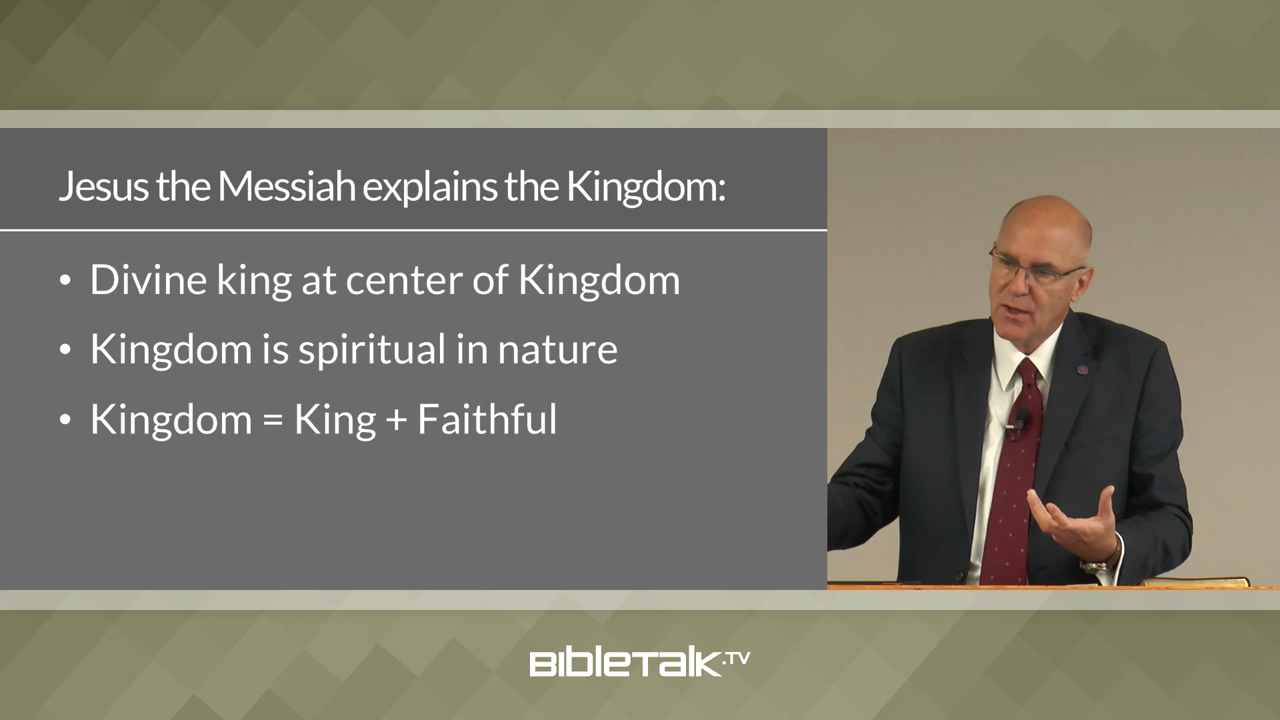 Jesus the Messiah explains the Kingdom:
• Divine king at center of Kingdom
• Kingdom is spiritual in nature
• Kingdom = King + Faithful
BIBLETALK.TV